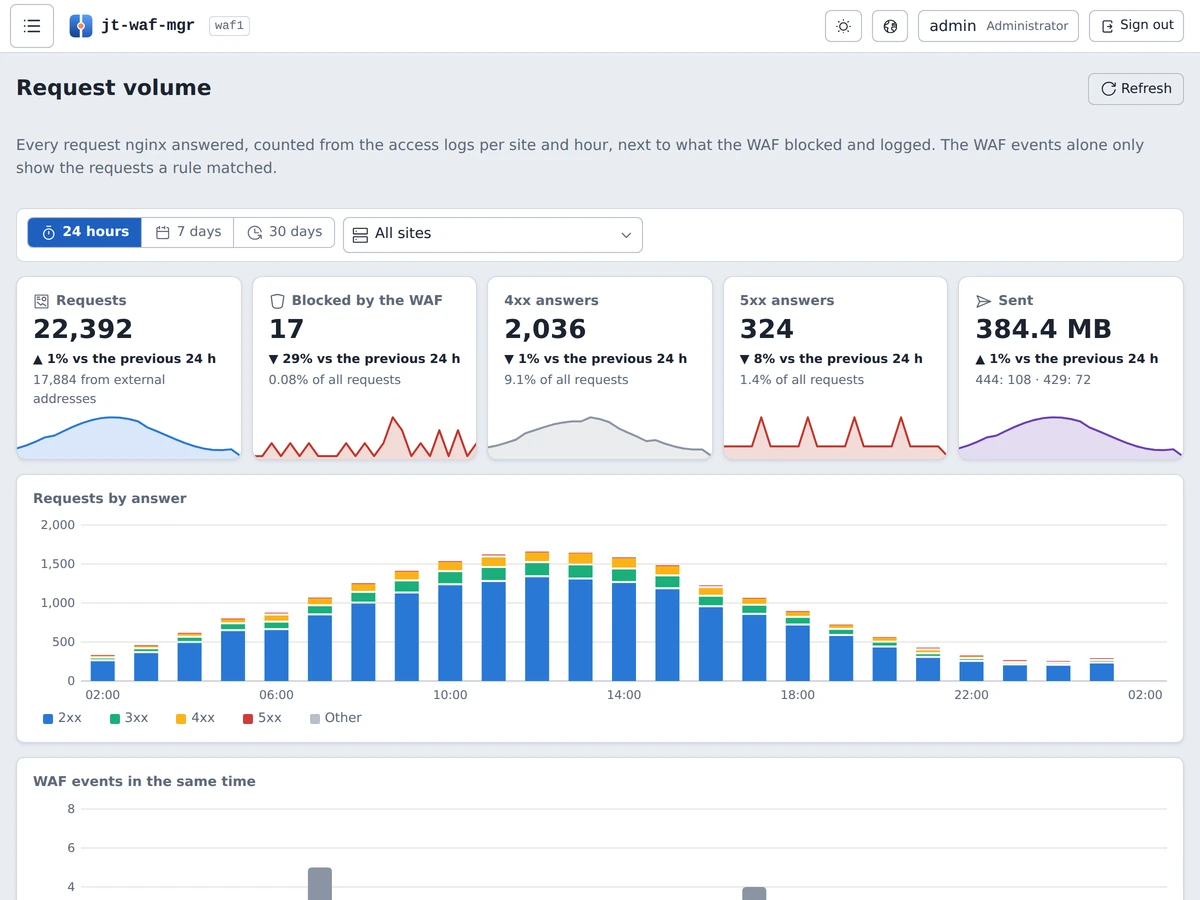 jt-waf-mgr waf1 admin Administrator Sign out
Request volume
Refresh
Every request nginx answered, counted from the access logs per site and hour, next to what the WAF blocked and logged. The WAF events alone only
show the requests a rule matched.
24 hours 7 days 30 days All sites
Requests
22,392
▲ 1% vs the previous 24 h
17,884 from external
addresses
Blocked by the WAF
17
▼ 29% vs the previous 24 h
0.08% of all requests
4xx answers
2,036
▼ 1% vs the previous 24 h
9.1% of all requests
5xx answers
324
▼ 8% vs the previous 24 h
1.4% of all requests
Sent
384.4 MB
▲ 1% vs the previous 24 h
444: 108 · 429: 72
Requests by answer
2,000
1,500
1,000
500
0
02:00 06:00 10:00 14:00 18:00 22:00 02:00
2xx 3xx 4xx 5xx Other
WAF events in the same time
8
6
4